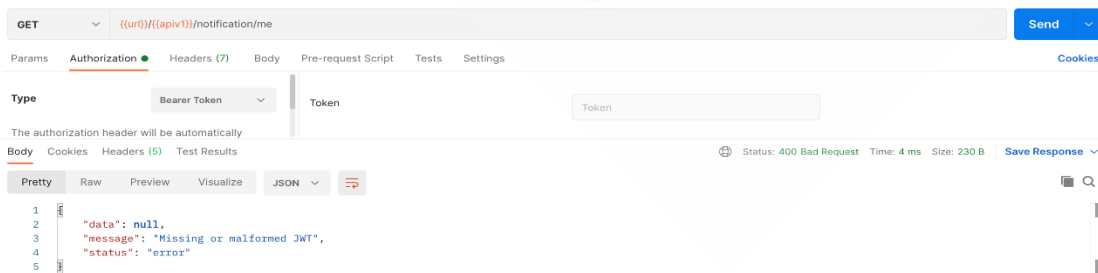 GET {{url}}/{{apiv1}}/notification/me Send
Params Authorization Headers (7) Body Pre-request Script Tests Settings Cookies
Type Bearer Token Token Token
The authorization header will be automatically
Body Cookies Headers (5) Test Results Status: 400 Bad Request Time: 4 ms Size: 230 B Save Response
Pretty Raw Preview Visualize JSON
1 {
2 "data": null,
3 "message": "Missing or malformed JWT",
4 "status": "error"
5 }